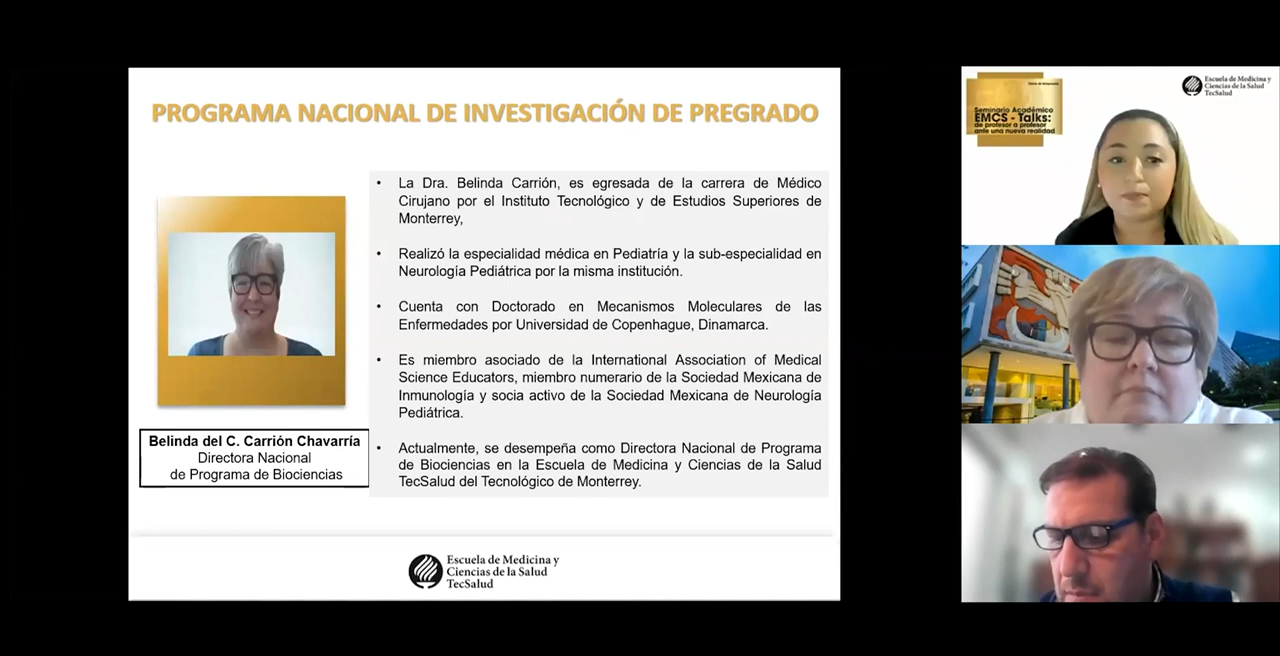 PROGRAMA NACIONAL DE INVESTIGACIÓN DE PREGRADO
• La Dra. Belinda Carrión, es egresada de la carrera de Médico
Cirujano por el Instituto Tecnológico y de Estudios Superiores de
Monterrey,
• Realizó la especialidad médica en Pediatría y la sub-especialidad en
Neurología Pediátrica por la misma institución.
• Cuenta con Doctorado en Mecanismos Moleculares de las
Enfermedades por Universidad de Copenhague, Dinamarca.
• Es miembro asociado de la International Association of Medical
Science Educators, miembro numerario de la Sociedad Mexicana de
Inmunología y socia activo de la Sociedad Mexicana de Neurología
Pediátrica.
• Actualmente, se desempeña como Directora Nacional de Programa
de Biociencias en la Escuela de Medicina y Ciencias de la Salud
TecSalud del Tecnológico de Monterrey.
Belinda del C. Carrión Chavarría
Directora Nacional
de Programa de Biociencias
Escuela de Medicina y
Ciencias de la Salud
TecSalud
Seminario Académico
EMCS - Talks:
de profesor a profesor
ante una nueva realidad
Escuela de Medicina y
Ciencias de la Salud
TecSalud